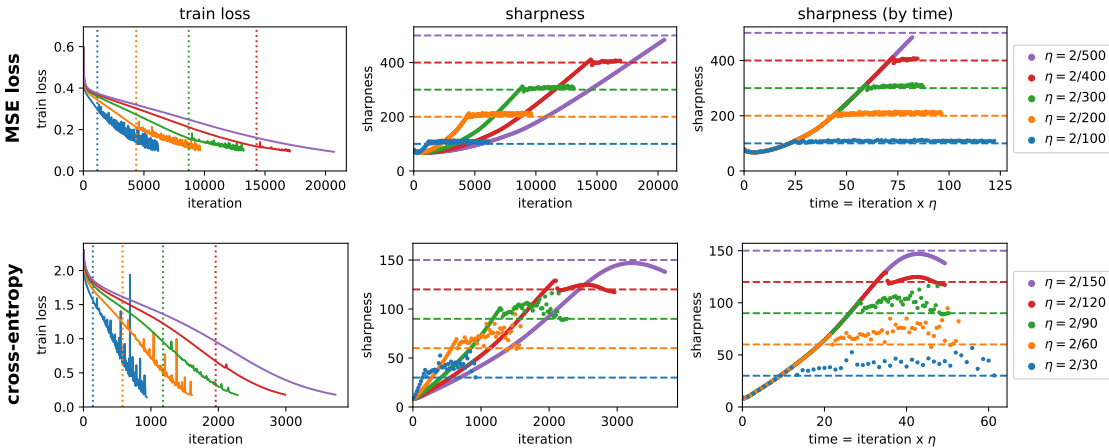 train loss
sharpness
sharpness (by time)
MSE loss
train loss
0.6
0.4
0.2
0.0
0
5000
10000
15000
20000
iteration
sharpness
400
200
0
0
5000
10000
15000
20000
iteration
sharpness
400
200
0
0
25
50
75
100
125
time = iteration x η
η = 2/500
η = 2/400
η = 2/300
η = 2/200
η = 2/100
cross-entropy
train loss
2.0
1.5
1.0
0.5
0.0
0
1000
2000
3000
iteration
sharpness
150
100
50
0
0
1000
2000
3000
iteration
sharpness
150
100
50
0
0
20
40
60
time = iteration x η
η = 2/150
η = 2/120
η = 2/90
η = 2/60
η = 2/30